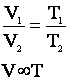 V₁/V₂ = T₁/T₂
V∞T